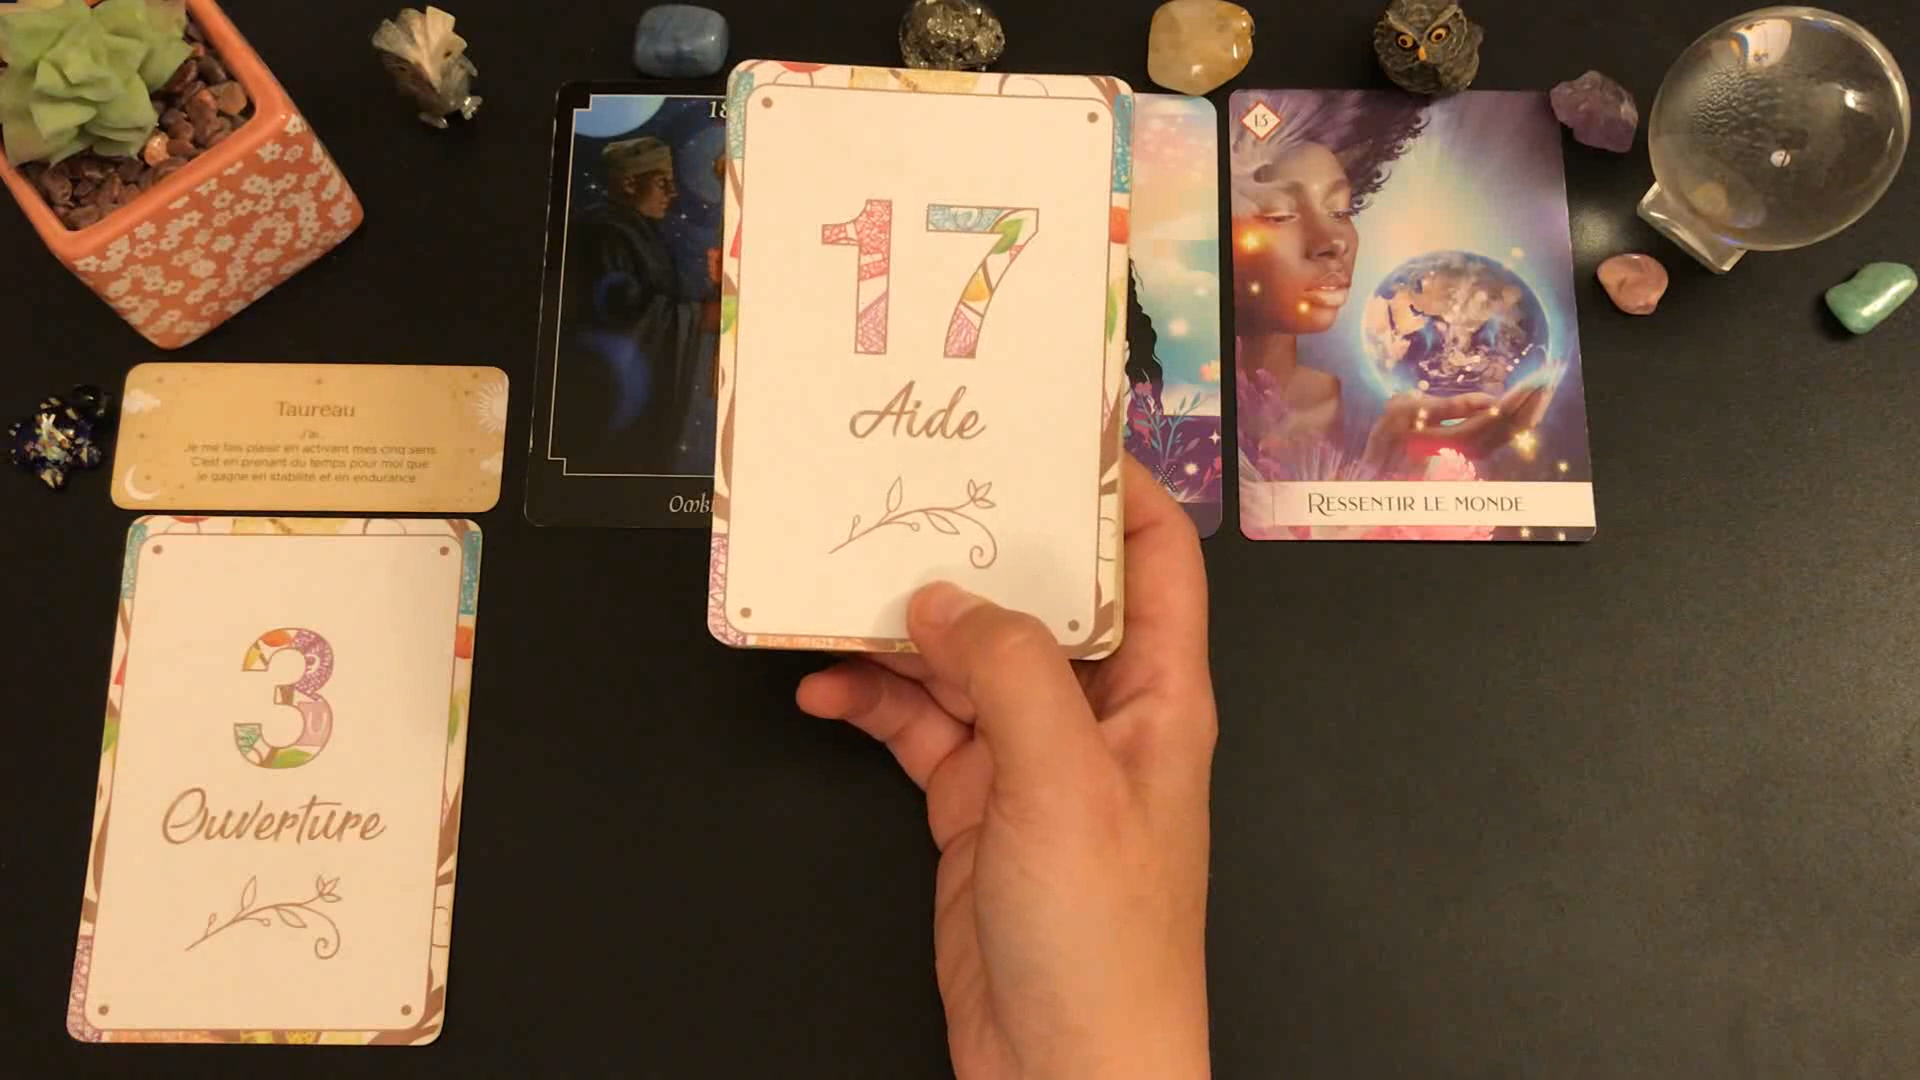 18
17
Aide
13
RESSENTIR LE MONDE
Taureau
J'ai...
Je me fais plaisir en activant mes cinq sens.
C'est en prenant du temps pour moi que
je gagne en stabilité et en endurance
3
Ouverture